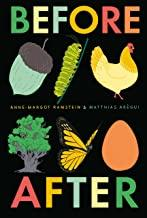 BEFORE
ANNE-MARGOT RAMSTEIN & MATTHIAS ARÉGUI
AFTER